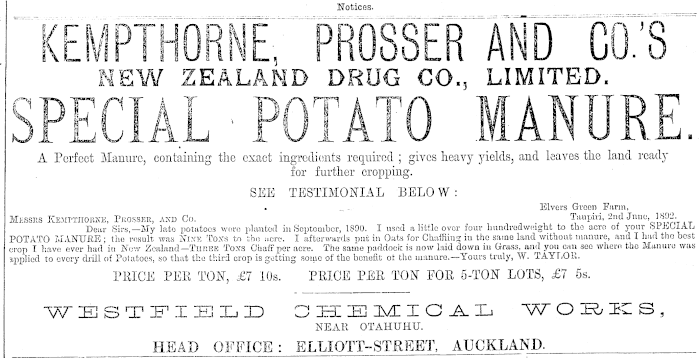 Notices.
KEMPTHORNE, PROSSER AND CO.'S
NEW ZEALAND DRUG CO., LIMITED.
SPECIAL POTATO MANURE.
A Perfect Manure, containing the exact ingredients required; gives heavy yields, and leaves the land ready
for further cropping.
SEE TESTIMONIAL BELOW:
Elvers Green Farm,
MESSRS KEMPTHORNE, PROSSER, AND CO. Taupiri, 2nd June, 1892.
Dear Sirs,—My late potatoes were planted in September, 1890. I used a little over four hundredweight to the acre of your SPECIAL
POTATO MANURE; the result was NINE TONS to the acre. I afterwards put in Oats for Chaffing in the same land without manure, and I had the best
crop I have ever had in New Zealand—THREE TONS Chaff per acre. The same paddock is now laid down in Grass, and you can see where the Manure was
applied to every drill of Potatoes, so that the third crop is getting some of the benefit of the manure.—Yours truly, W. TAYLOR.
PRICE PER TON, £7 10s. PRICE PER TON FOR 5-TON LOTS, £7 5s.
WESTFIELD CHEMICAL WORKS,
NEAR OTAHUHU.
HEAD OFFICE: ELLIOTT-STREET, AUCKLAND.